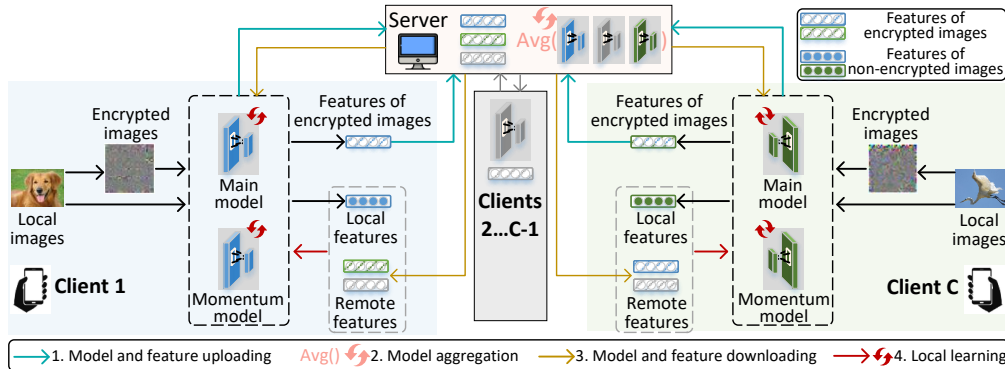 Server
Avg(
)
Features of
encrypted images
Features of
non-encrypted images
Encrypted
images
Local
images
Client 1
Main
model
Momentum
model
Features of
encrypted images
Local
features
Remote
features
Clients
2...C-1
Features of
encrypted images
Local
features
Remote
features
Main
model
Momentum
model
Encrypted
images
Local
images
Client C
1. Model and feature uploading
Avg() 2. Model aggregation
3. Model and feature downloading
4. Local learning